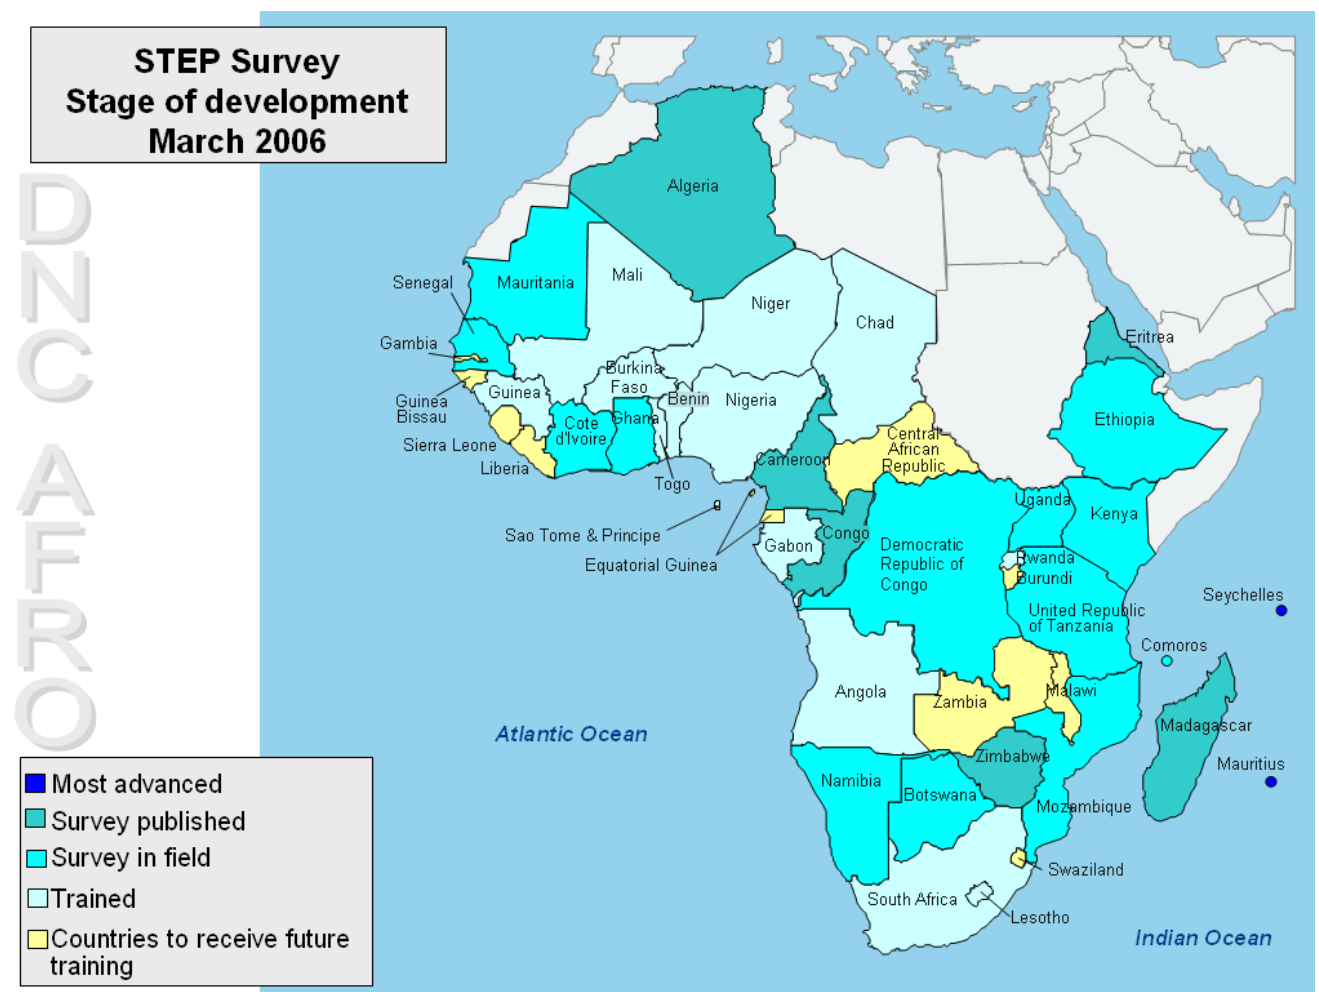 STEP Survey
Stage of development
March 2006
DNC AFRO
Algeria
Mauritania
Mali
Niger
Chad
Senegal
Gambia
Guinea
Bissau
Guinea
Sierra Leone
Liberia
Cote
d'Ivoire
Burkina
Faso
Ghana
Benin
Togo
Nigeria
Eritrea
Ethiopia
Central
African
Republic
Cameroon
Sao Tome & Principe
Equatorial Guinea
Gabon
Congo
Democratic
Republic of
Congo
Uganda
Kenya
Rwanda
Burundi
United Republic
of Tanzania
Seychelles
Comoros
Angola
Zambia
Malawi
Madagascar
Mauritius
Zimbabwe
Mozambique
Namibia
Botswana
Swaziland
South Africa
Lesotho
Atlantic Ocean
Indian Ocean
Most advanced
Survey published
Survey in field
Trained
Countries to receive future
training